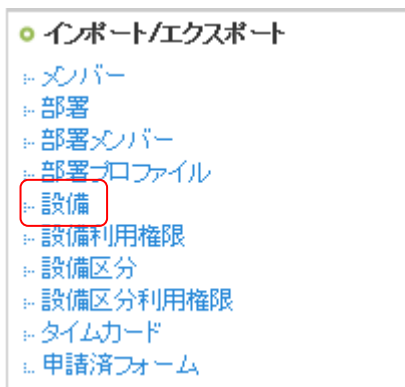 インポート/エクスポート
メンバー
部署
部署メンバー
部署プロファイル
設備
設備利用権限
設備区分
設備区分利用権限
タイムカード
申請済フォーム